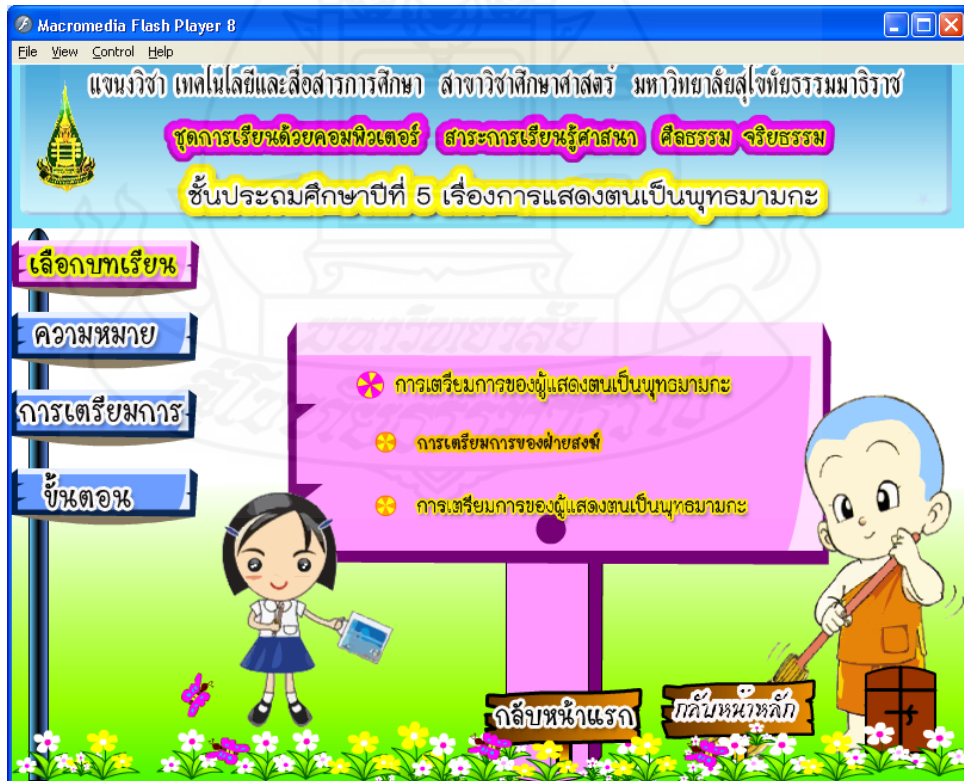 Macromedia Flash Player 8
File View Control Help
แขนงวิชา เทคโนโลยีและสื่อสารการศึกษา สาขาวิชาศึกษาศาสตร์ มหาวิทยาลัยสุโขทัยธรรมมาธิราช
ชุดการเรียนด้วยคอมพิวเตอร์ สาระการเรียนรู้ศาสนา ศีลธรรม จริยธรรม
ชั้นประถมศึกษาปีที่ 5 เรื่องการแสดงตนเป็นพุทธมามกะ
เลือกบทเรียน
ความหมาย
การเตรียมการ
ขั้นตอน
มหาวิทยาลัย
การเตรียมการของผู้แสดงตนเป็นพุทธมามกะ
การเตรียมการของฝ่ายสงฆ์
การเตรียมการของผู้แสดงตนเป็นพุทธมามกะ
กลับหน้าแรก
กลับหน้าหลัก